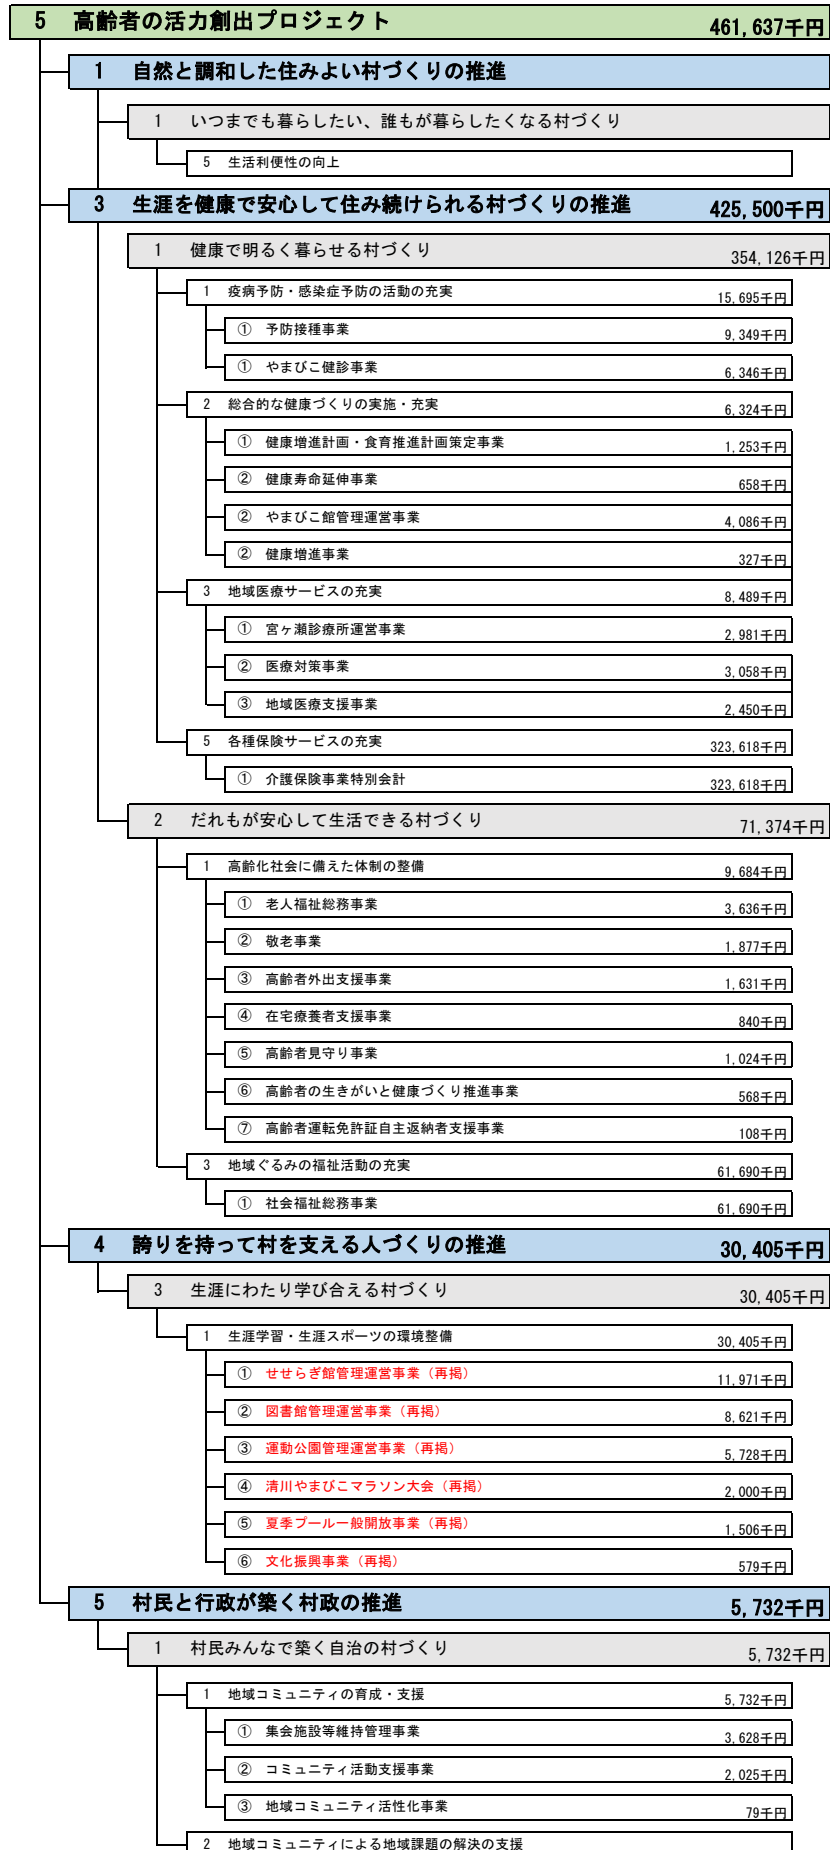 5 高齢者の活力創出プロジェクト 461,637千円
1 自然と調和した住みよい村づくりの推進
1 いつまでも暮らしたい、誰もが暮らしたくなる村づくり
5 生活利便性の向上
3 生涯を健康で安心して住み続けられる村づくりの推進 425,500千円
1 健康で明るく暮らせる村づくり 354,126千円
1 疫病予防・感染症予防の活動の充実 15,695千円
① 予防接種事業 9,349千円
① やまびこ健診事業 6,346千円
2 総合的な健康づくりの実施・充実 6,324千円
① 健康増進計画・食育推進計画策定事業 1,253千円
② 健康寿命延伸事業 658千円
② やまびこ館管理運営事業 4,086千円
② 健康増進事業 327千円
3 地域医療サービスの充実 8,489千円
① 宮ヶ瀬診療所運営事業 2,981千円
② 医療対策事業 3,058千円
③ 地域医療支援事業 2,450千円
5 各種保険サービスの充実 323,618千円
① 介護保険事業特別会計 323,618千円
2 だれもが安心して生活できる村づくり 71,374千円
1 高齢化社会に備えた体制の整備 9,684千円
① 老人福祉総務事業 3,636千円
② 敬老事業 1,877千円
③ 高齢者外出支援事業 1,631千円
④ 在宅療養者支援事業 840千円
⑤ 高齢者見守り事業 1,024千円
⑥ 高齢者の生きがいと健康づくり推進事業 568千円
⑦ 高齢者運転免許証自主返納者支援事業 108千円
3 地域ぐるみの福祉活動の充実 61,690千円
① 社会福祉総務事業 61,690千円
4 誇りを持って村を支える人づくりの推進 30,405千円
3 生涯にわたり学び合える村づくり 30,405千円
1 生涯学習・生涯スポーツの環境整備 30,405千円
① せせらぎ館管理運営事業（再掲） 11,971千円
② 図書館管理運営事業（再掲） 8,621千円
③ 運動公園管理運営事業（再掲） 5,728千円
④ 清川やまびこマラソン大会（再掲） 2,000千円
⑤ 夏季プール一般開放事業（再掲） 1,506千円
⑥ 文化振興事業（再掲） 579千円
5 村民と行政が築く村政の推進 5,732千円
1 村民みんなで築く自治の村づくり 5,732千円
1 地域コミュニティの育成・支援 5,732千円
① 集会施設等維持管理事業 3,628千円
② コミュニティ活動支援事業 2,025千円
③ 地域コミュニティ活性化事業 79千円
2 地域コミュニティによる地域課題の解決の支援